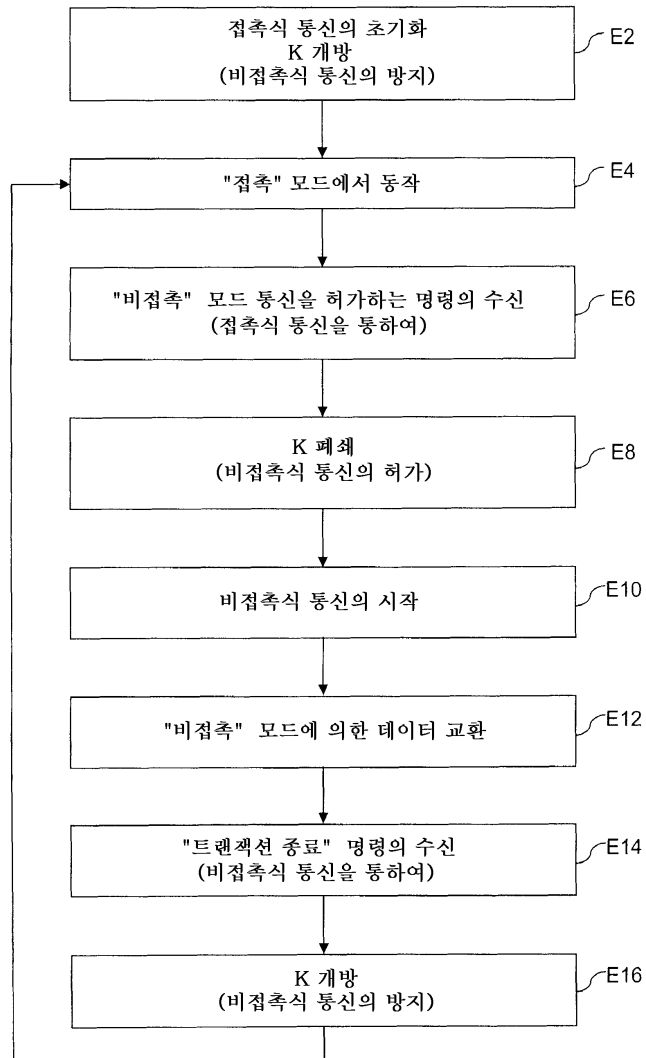 접촉식 통신의 초기화
K 개방
(비접촉식 통신의 방지)
E2
"접촉" 모드에서 동작
E4
"비접촉" 모드 통신을 허가하는 명령의 수신
(접촉식 통신을 통하여)
E6
K 폐쇄
(비접촉식 통신의 허가)
E8
비접촉식 통신의 시작
E10
"비접촉" 모드에 의한 데이터 교환
E12
"트랜잭션 종료" 명령의 수신
(비접촉식 통신을 통하여)
E14
K 개방
(비접촉식 통신의 방지)
E16